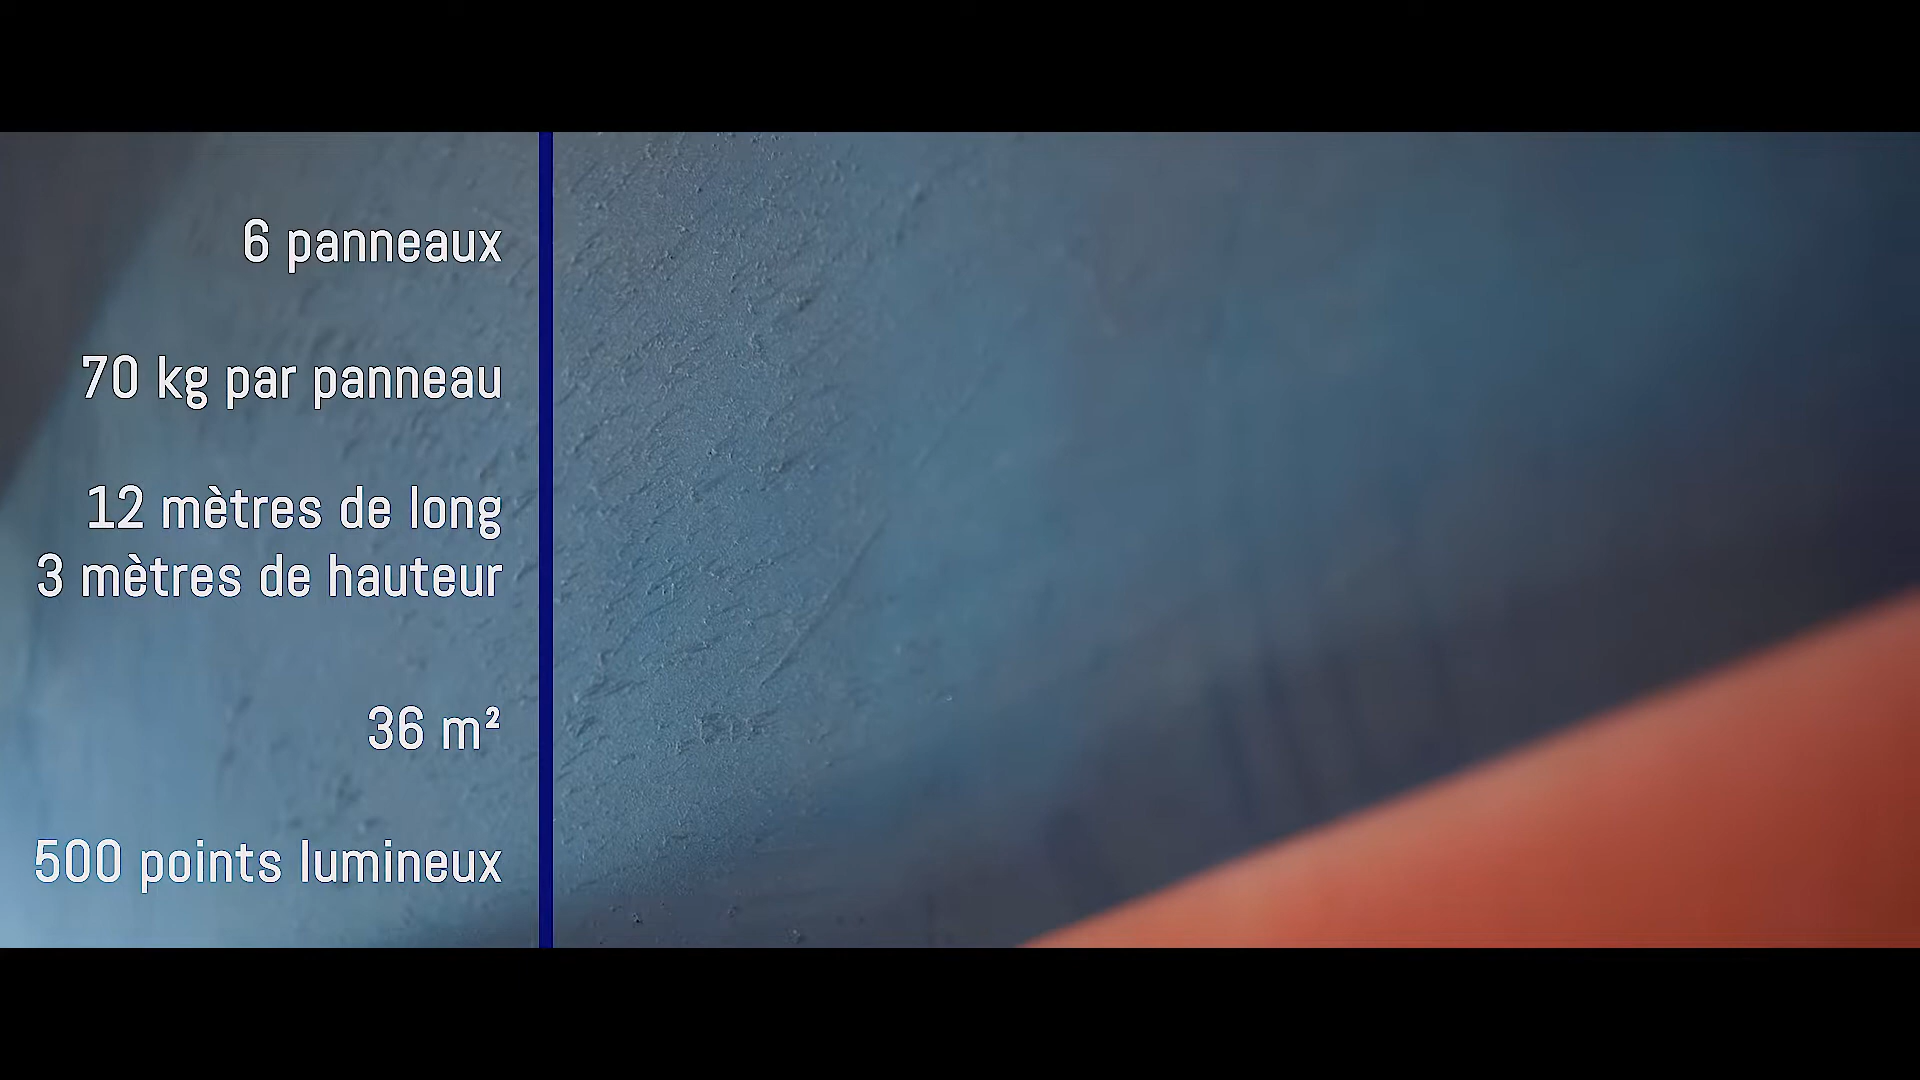 6 panneaux
70 kg par panneau
12 mètres de long
3 mètres de hauteur
36 m²
500 points lumineux